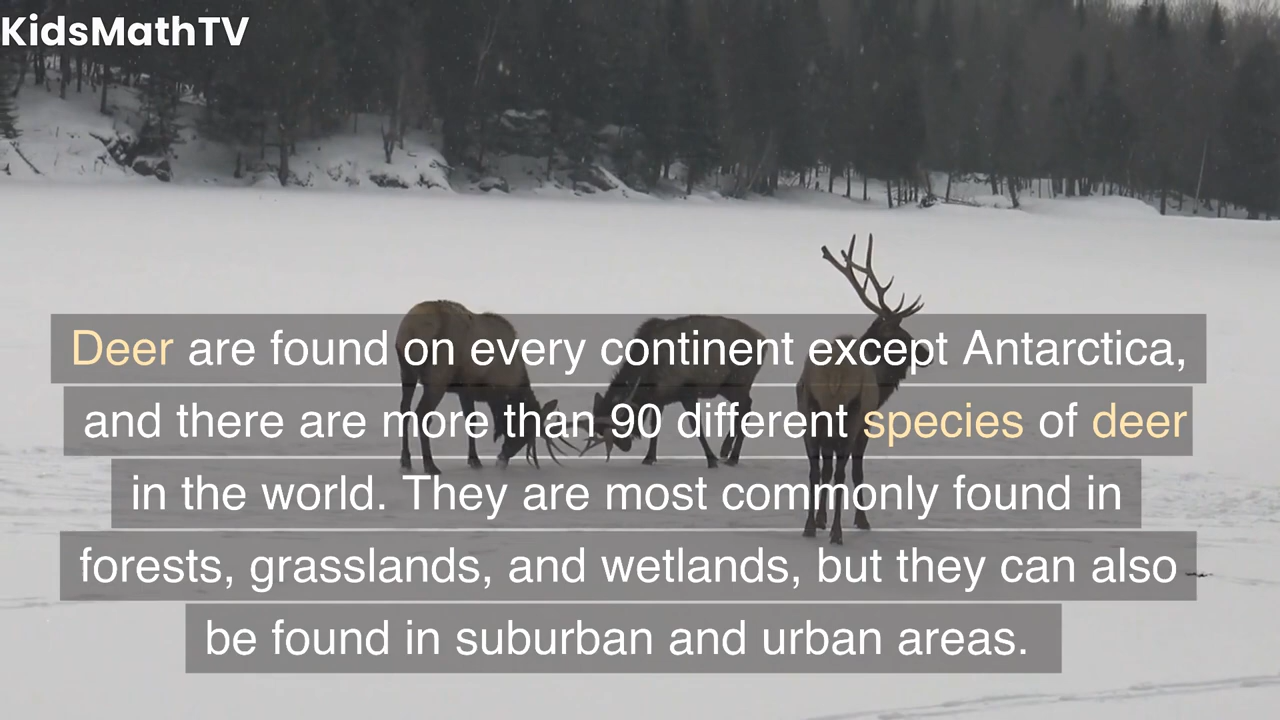 KidsMathTV
Deer are found on every continent except Antarctica,
and there are more than 90 different species of deer
in the world. They are most commonly found in
forests, grasslands, and wetlands, but they can also
be found in suburban and urban areas.